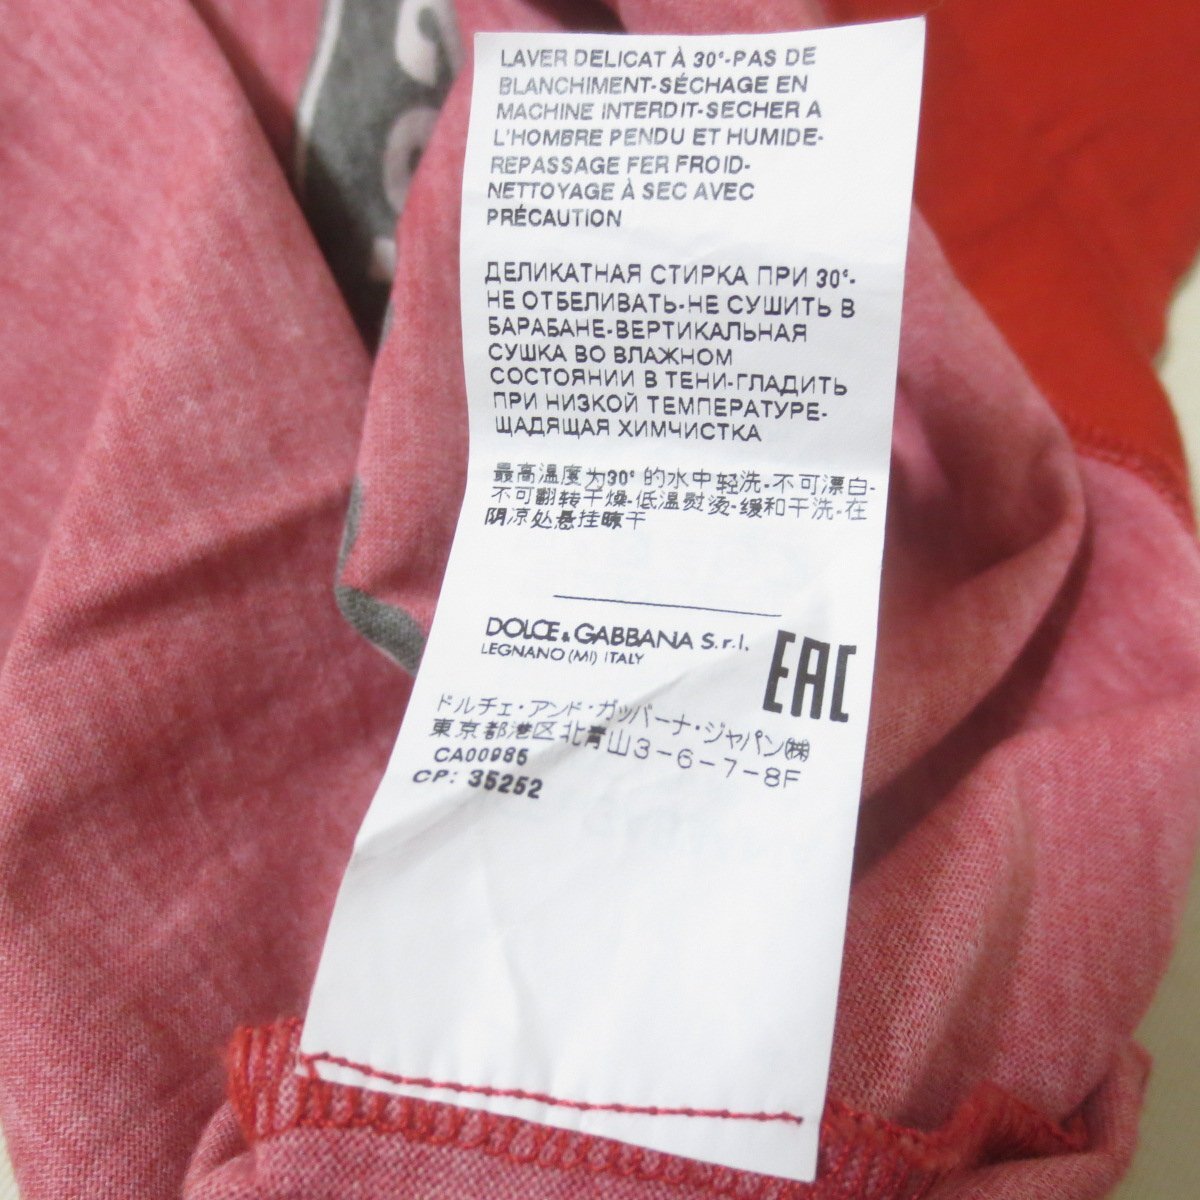 LAVER DELICAT À 30°-PAS DE
BLANCHIMENT-SÉCHAGE EN
MACHINE INTERDIT-SECHER A
L'HOMBRE PENDU ET HUMIDE-
REPASSAGE FER FROID-
NETTOYAGE À SEC AVEC
PRÉCAUTION
ДЕЛИКАТНАЯ СТИРКА ПРИ 30°-
НЕ ОТБЕЛИВАТЬ-НЕ СУШИТЬ В
БАРАБАНЕ-ВЕРТИКАЛЬНАЯ
СУШКА ВО ВЛАЖНОМ
СОСТОЯНИИ В ТЕНИ-ГЛАДИТЬ
ПРИ НИЗКОЙ ТЕМПЕРАТУРЕ-
ЩАДЯЩАЯ ХИМЧИСТКА
最高温度为30°的水中轻洗-不可漂白-
不可翻转干燥-低温熨烫-缓和干洗-在
阴凉处悬挂晾干
DOLCE & GABBANA S.r.l.
LEGNANO (MI) ITALY
EAC
ドルチェ・アンド・ガッバーナ・ジャパン㈱
東京都港区北青山3-6-7-8F
CA00985
CP: 35252